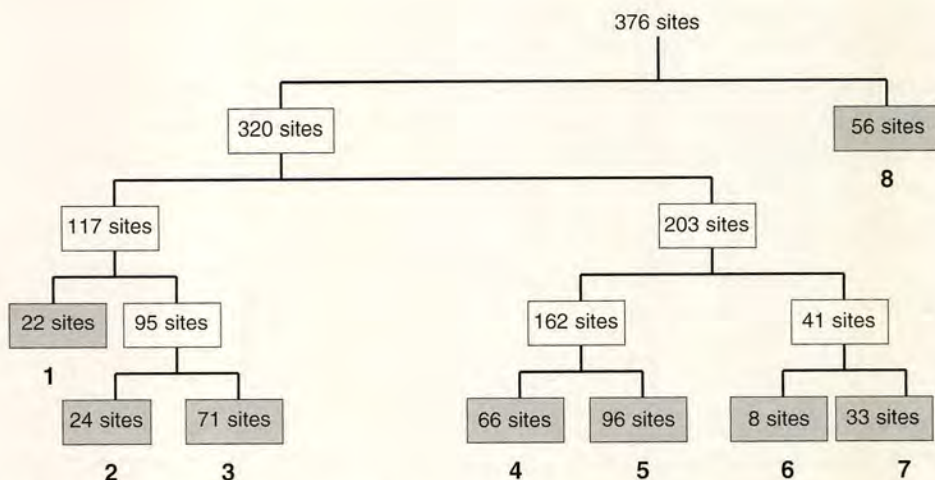 376 sites
320 sites
56 sites
8
117 sites
203 sites
22 sites
95 sites
162 sites
41 sites
1
24 sites
71 sites
66 sites
96 sites
8 sites
33 sites
2
3
4
5
6
7